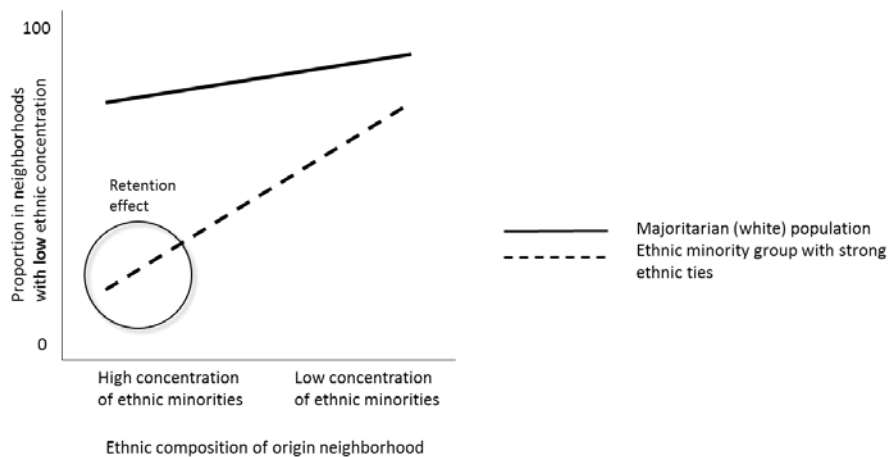 100
Proportion in neighborhoods
with low ethnic concentration
Retention
effect
0
Majoritarian (white) population
Ethnic minority group with strong
ethnic ties
High concentration
of ethnic minorities
Low concentration
of ethnic minorities
Ethnic composition of origin neighborhood